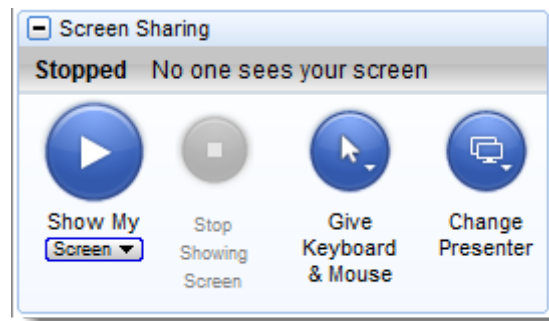 Screen Sharing
Stopped No one sees your screen
Show My
Screen
Stop
Showing
Screen
Give
Keyboard
& Mouse
Change
Presenter